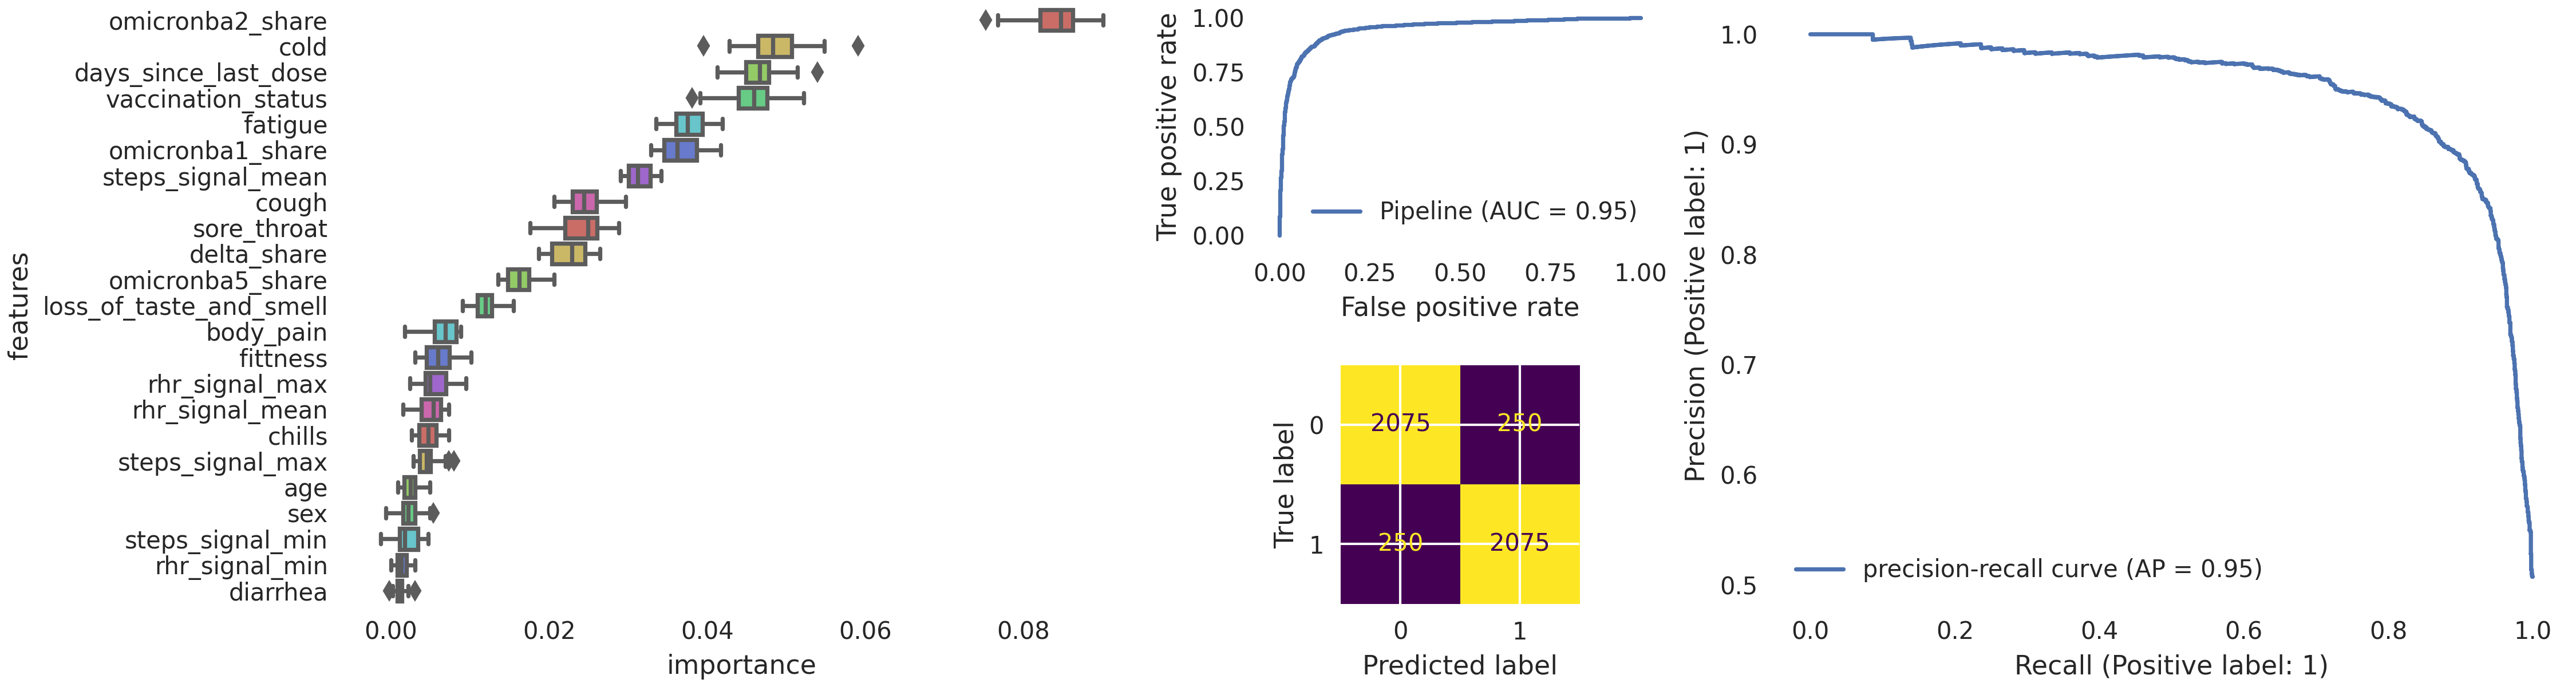 features
omicronba2_share
cold
days_since_last_dose
vaccination_status
fatigue
omicronba1_share
steps_signal_mean
cough
sore_throat
delta_share
omicronba5_share
loss_of_taste_and_smell
body_pain
fittness
rhr_signal_max
rhr_signal_mean
chills
steps_signal_max
age
sex
steps_signal_min
rhr_signal_min
diarrhea
0.00 0.02 0.04 0.06 0.08
importance
True positive rate
1.00
0.75
0.50
0.25
0.00
Pipeline (AUC = 0.95)
0.00 0.25 0.50 0.75 1.00
False positive rate
True label
0
1
2075 250
250 2075
0 1
Predicted label
Precision (Positive label: 1)
1.0
0.9
0.8
0.7
0.6
0.5
precision-recall curve (AP = 0.95)
0.0 0.2 0.4 0.6 0.8 1.0
Recall (Positive label: 1)